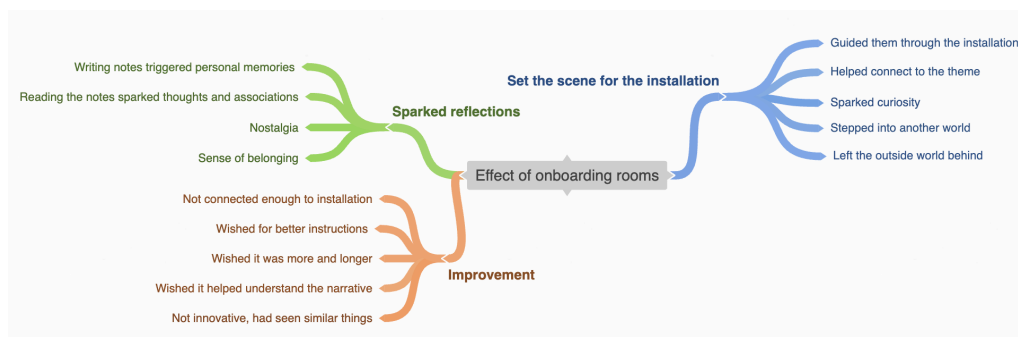 Effect of onboarding rooms
Set the scene for the installation
Guided them through the installation
Helped connect to the theme
Sparked curiosity
Stepped into another world
Left the outside world behind
Sparked reflections
Writing notes triggered personal memories
Reading the notes sparked thoughts and associations
Nostalgia
Sense of belonging
Improvement
Not connected enough to installation
Wished for better instructions
Wished it was more and longer
Wished it helped understand the narrative
Not innovative, had seen similar things